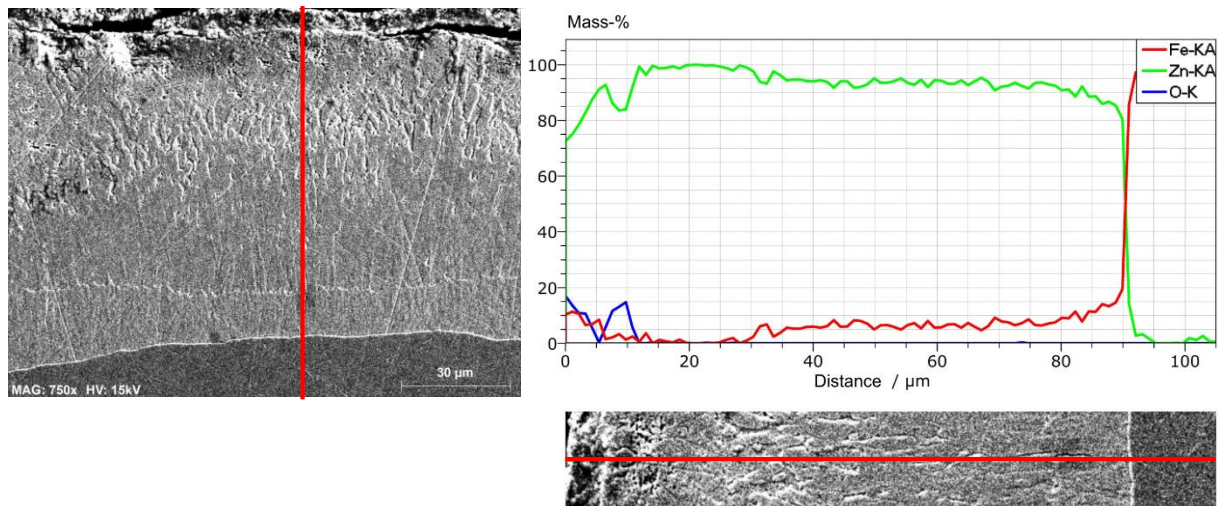 Mass-%
Fe-KA
Zn-KA
O-K
100
80
60
40
20
0
0 20 40 60 80 100
Distance / µm
30 µm
MAG: 750x HV: 15kV